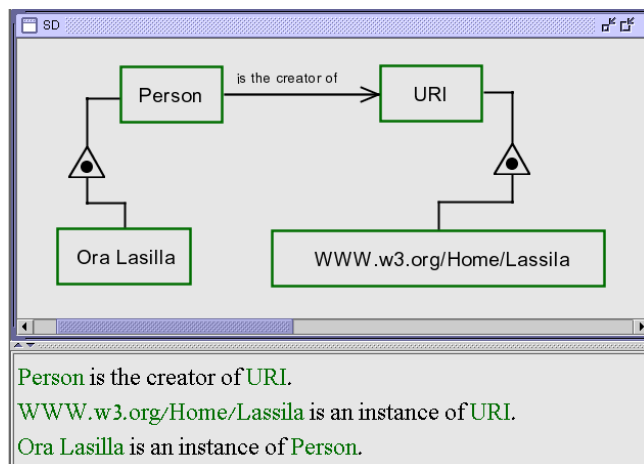 SD
is the creator of
Person
URI
Ora Lasilla
WWW.w3.org/Home/Lassila
Person is the creator of URI.
WWW.w3.org/Home/Lassila is an instance of URI.
Ora Lasilla is an instance of Person.